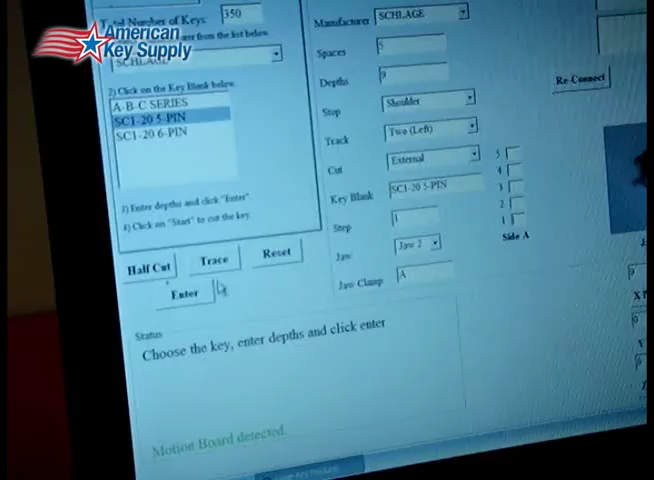 American
Key Supply
Total Number of Keys: 350
from the list below.
SCHLAGE
2) Click on the Key Blank below.
A-B-C SERIES
SC1-20 5-PIN
SC1-20 6-PIN
3) Enter depths and click "Enter".
4) Click on "Start" to cut the key.
Half Cut
Trace
Reset
Enter
Manufacturer SCHLAGE
Spaces 5
Depths 9
Stop Shoulder
Track Two (Left)
Cut External
Key Blank SC1-20 5-PIN
Step 1
Jaw Jaw 2
Jaw Clamp A
5
4
3
2
1
Side A
Re-Connect
Status
Choose the key, enter depths and click enter
Motion Board detected.